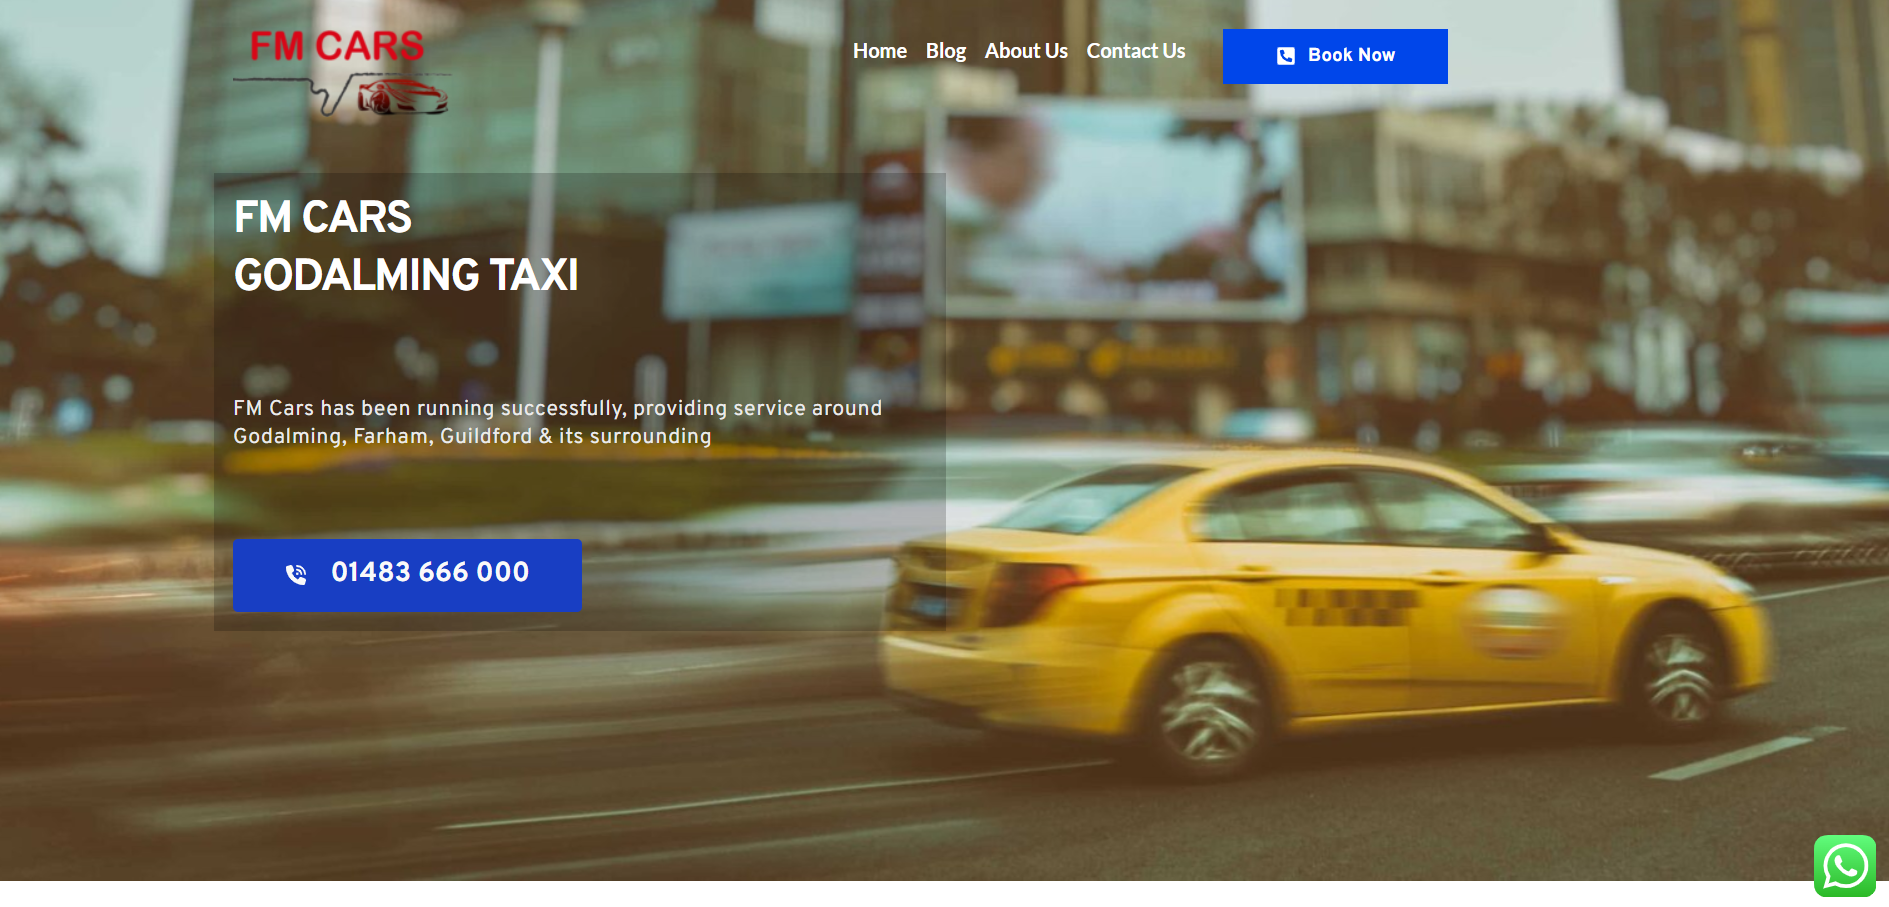 FM CARS
Home Blog About Us Contact Us
Book Now
FM CARS
GODALMING TAXI
FM Cars has been running successfully, providing service around
Godalming, Farham, Guildford & its surrounding
01483 666 000